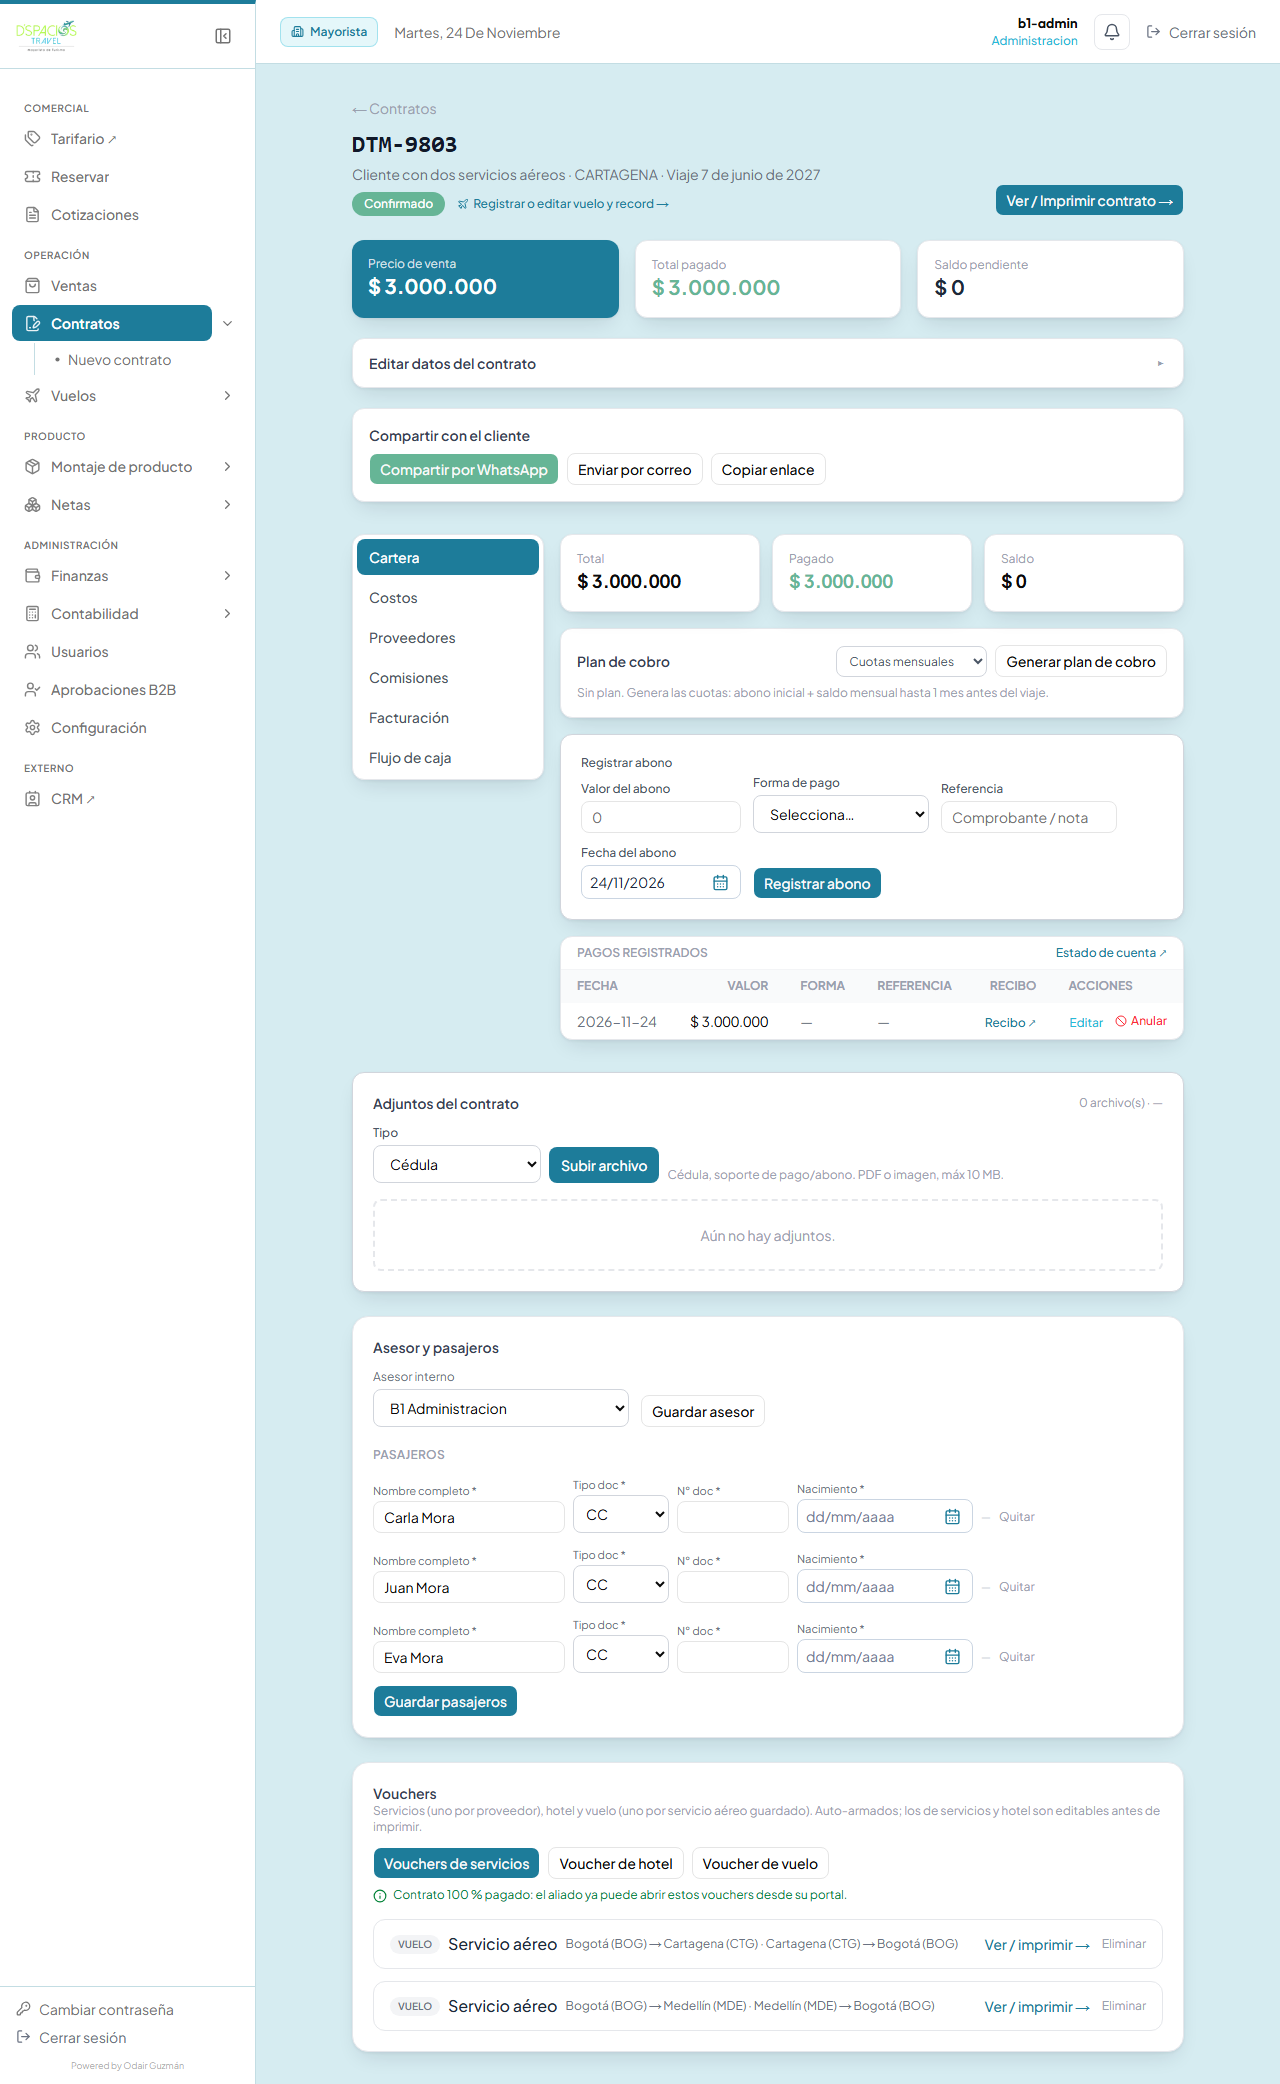 D'SPACIOS
TRAVEL
Mayorista
Martes, 24 De Noviembre
b1-admin
Administracion
Cerrar sesión
COMERCIAL
Tarifario ↗
Reservar
Cotizaciones
OPERACIÓN
Ventas
Contratos
• Nuevo contrato
Vuelos
PRODUCTO
Montaje de producto
Netas
ADMINISTRACIÓN
Finanzas
Contabilidad
Usuarios
Aprobaciones B2B
Configuración
EXTERNO
CRM ↗
Cambiar contraseña
Cerrar sesión
Powered by Odair Guzmán
← Contratos
DTM-9803
Cliente con dos servicios aéreos · CARTAGENA · Viaje 7 de junio de 2027
Confirmado Registrar o editar vuelo y record →
Ver / Imprimir contrato →
Precio de venta
$ 3.000.000
Total pagado
$ 3.000.000
Saldo pendiente
$ 0
Editar datos del contrato
Compartir con el cliente
Compartir por WhatsApp Enviar por correo Copiar enlace
Cartera
Costos
Proveedores
Comisiones
Facturación
Flujo de caja
Total
$ 3.000.000
Pagado
$ 3.000.000
Saldo
$ 0
Plan de cobro Cuotas mensuales Generar plan de cobro
Sin plan. Genera las cuotas: abono inicial + saldo mensual hasta 1 mes antes del viaje.
Registrar abono
Valor del abono Forma de pago Referencia
0 Selecciona... Comprobante / nota
Fecha del abono
24/11/2026 Registrar abono
PAGOS REGISTRADOS Estado de cuenta ↗
FECHA VALOR FORMA REFERENCIA RECIBO ACCIONES
2026-11-24 $ 3.000.000 — — Recibo ↗ Editar Anular
Adjuntos del contrato 0 archivo(s) · —
Tipo
Cédula Subir archivo Cédula, soporte de pago/abono. PDF o imagen, máx 10 MB.
Aún no hay adjuntos.
Asesor y pasajeros
Asesor interno
B1 Administracion Guardar asesor
PASAJEROS
Nombre completo * Tipo doc * N° doc * Nacimiento *
Carla Mora CC dd/mm/aaaa — Quitar
Nombre completo * Tipo doc * N° doc * Nacimiento *
Juan Mora CC dd/mm/aaaa — Quitar
Nombre completo * Tipo doc * N° doc * Nacimiento *
Eva Mora CC dd/mm/aaaa — Quitar
Guardar pasajeros
Vouchers
Servicios (uno por proveedor), hotel y vuelo (uno por servicio aéreo guardado). Auto-armados; los de servicios y hotel son editables antes de
imprimir.
Vouchers de servicios Voucher de hotel Voucher de vuelo
Contrato 100 % pagado: el aliado ya puede abrir estos vouchers desde su portal.
VUELO Servicio aéreo Bogotá (BOG) → Cartagena (CTG) · Cartagena (CTG) → Bogotá (BOG) Ver / imprimir → Eliminar
VUELO Servicio aéreo Bogotá (BOG) → Medellín (MDE) · Medellín (MDE) → Bogotá (BOG) Ver / imprimir → Eliminar